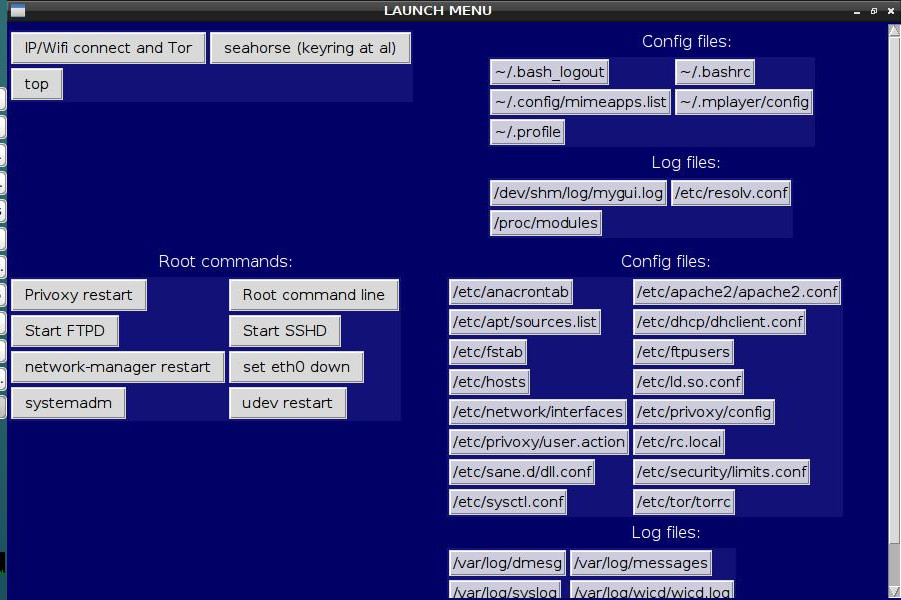 LAUNCH MENU
IP/Wifi connect and Tor
seahorse (keyring at al)
top
Config files:
~/.bash_logout
~/.bashrc
~/.config/mimeapps.list
~/.mplayer/config
~/.profile
Log files:
/dev/shm/log/mygui.log
/etc/resolv.conf
/proc/modules
Root commands:
Privoxy restart
Root command line
Start FTPD
Start SSHD
network-manager restart
set eth0 down
systemadm
udev restart
Config files:
/etc/anacrontab
/etc/apache2/apache2.conf
/etc/apt/sources.list
/etc/dhcp/dhclient.conf
/etc/fstab
/etc/ftpusers
/etc/hosts
/etc/ld.so.conf
/etc/network/interfaces
/etc/privoxy/config
/etc/privoxy/user.action
/etc/rc.local
/etc/sane.d/dll.conf
/etc/security/limits.conf
/etc/sysctl.conf
/etc/tor/torrc
Log files:
/var/log/dmesg
/var/log/messages
/var/log/syslog
/var/log/wicd/wicd.log